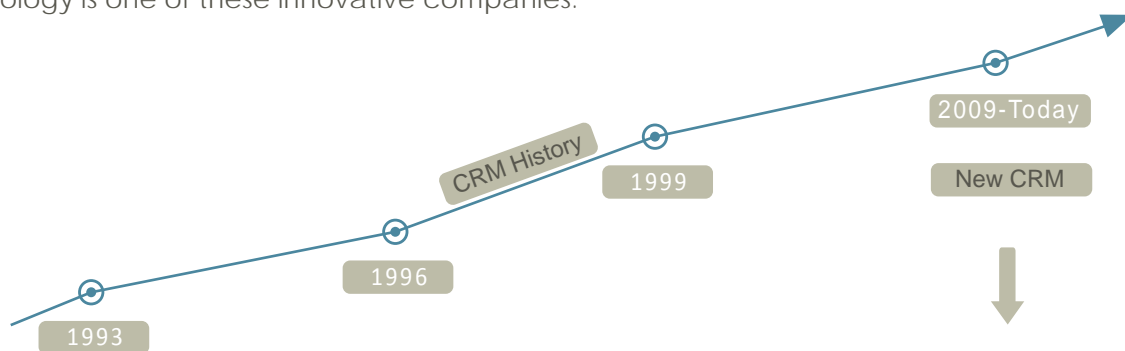 ology is one of these innovative companies.
2009-Today
CRM History
1999
New CRM
1996
1993